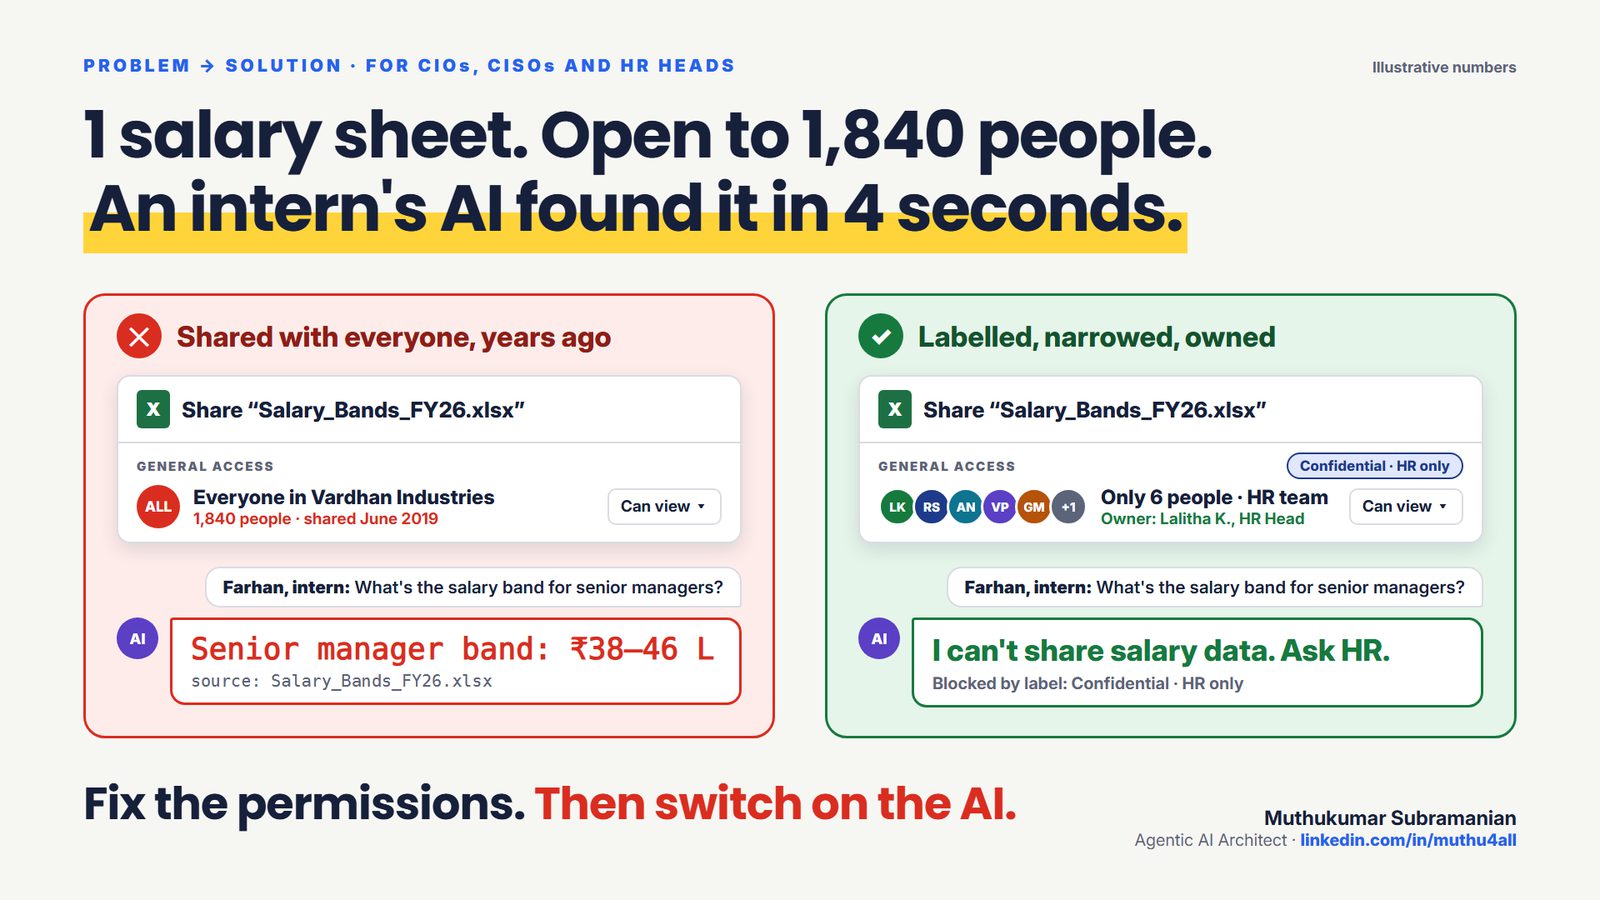 PROBLEM → SOLUTION · FOR CIOs, CISOs AND HR HEADS
Illustrative numbers
1 salary sheet. Open to 1,840 people.
An intern's AI found it in 4 seconds.
Shared with everyone, years ago
X
Share “Salary_Bands_FY26.xlsx”
GENERAL ACCESS
ALL
Everyone in Vardhan Industries
1,840 people · shared June 2019
Can view
Farhan, intern: What's the salary band for senior managers?
AI
Senior manager band: ₹38–46 L
source: Salary_Bands_FY26.xlsx
Labelled, narrowed, owned
X
Share “Salary_Bands_FY26.xlsx”
GENERAL ACCESS
Confidential · HR only
LK RS AN VP GM +1
Only 6 people · HR team
Owner: Lalitha K., HR Head
Can view
Farhan, intern: What's the salary band for senior managers?
AI
I can't share salary data. Ask HR.
Blocked by label: Confidential · HR only
Fix the permissions. Then switch on the AI.
Muthukumar Subramanian
Agentic AI Architect · linkedin.com/in/muthu4all